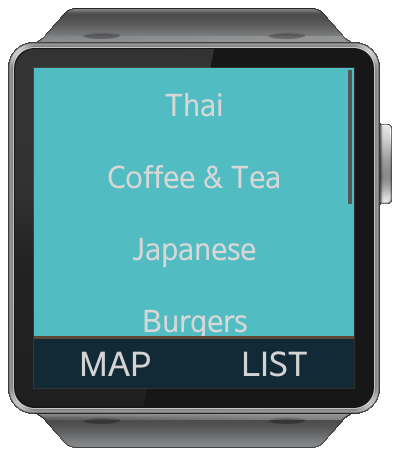 Thai
Coffee & Tea
Japanese
Burgers
MAP LIST